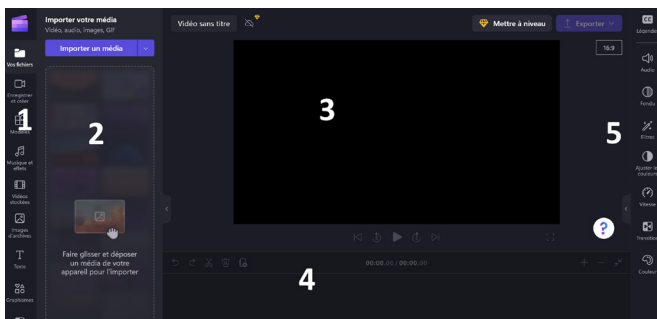 Importer votre média
Vidéo, audio, images, GIF
Importer un média
Vidéo sans titre
Mettre à niveau
Exporter
16:9
Vos fichiers
Enregistrer
et créer
1
Modèles
Musique et
effets
Vidéos
stockées
Images
d'archives
Texte
Graphismes
2
Faire glisser et déposer
un média de votre
appareil pour l'importer
3
?
00:00.00 / 00:00.00
4
5
CC
Légendes
Audio
Fondu
Filtres
Ajuster les
couleurs
Vitesse
Transition
Couleur